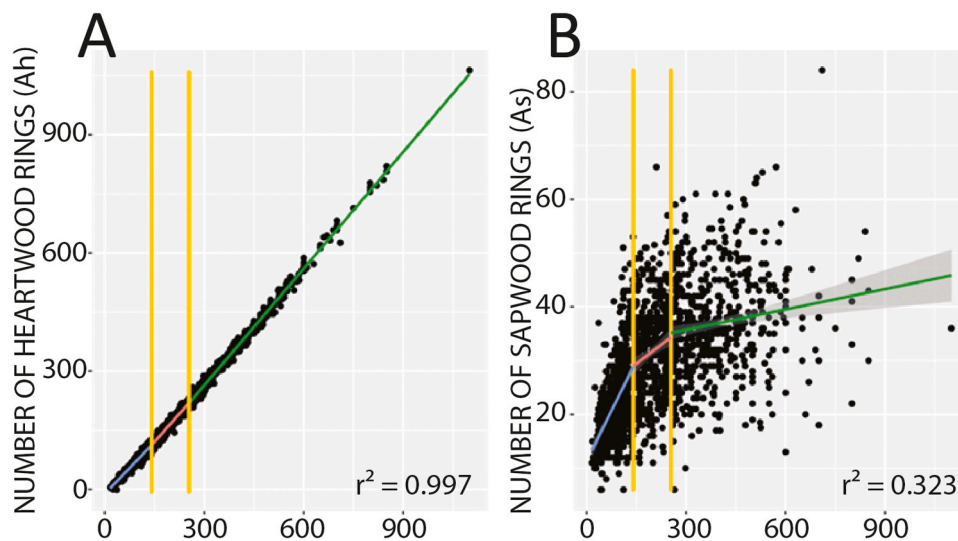 A
NUMBER OF HEARTWOOD RINGS (Ah)
900
600
300
0
r² = 0.997
0 300 600 900
B
NUMBER OF SAPWOOD RINGS (As)
80
60
40
20
r² = 0.323
0 300 600 900